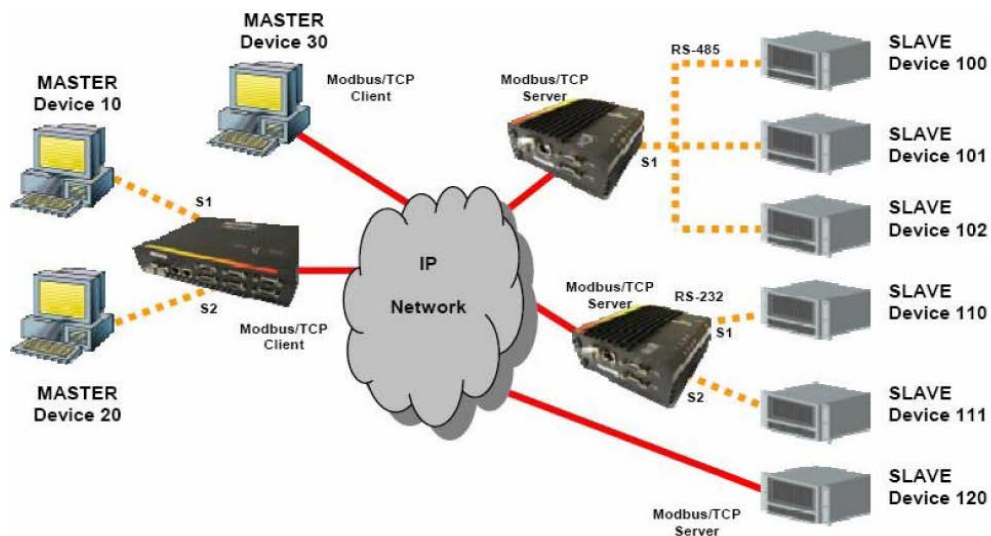 MASTER
Device 30
Modbus/TCP
Client
MASTER
Device 10
S1
S2
Modbus/TCP
Client
MASTER
Device 20
IP
Network
Modbus/TCP
Server
S1
RS-485
SLAVE
Device 100
SLAVE
Device 101
SLAVE
Device 102
Modbus/TCP
Server
RS-232
S1
S2
SLAVE
Device 110
SLAVE
Device 111
SLAVE
Device 120
Modbus/TCP
Server